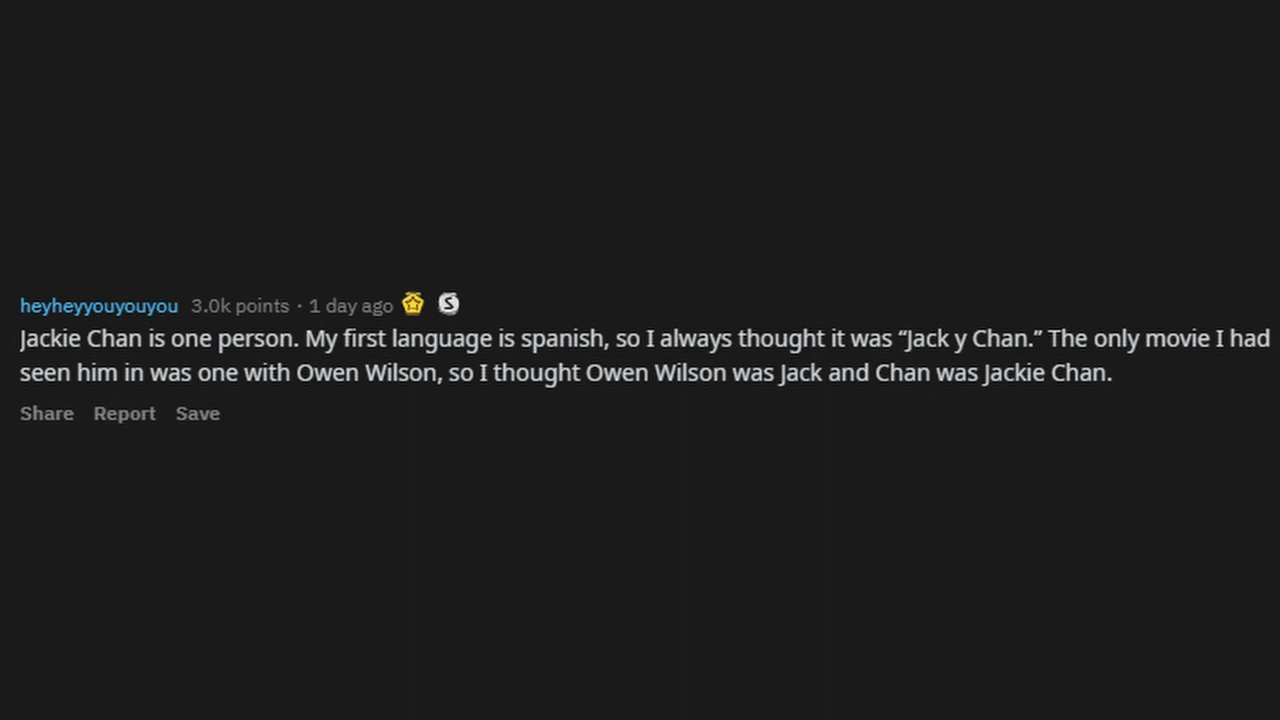 heyheyyouyouyou 3.0k points · 1 day ago
Jackie Chan is one person. My first language is spanish, so I always thought it was “Jack y Chan.” The only movie I had
seen him in was one with Owen Wilson, so I thought Owen Wilson was Jack and Chan was Jackie Chan.
Share Report Save